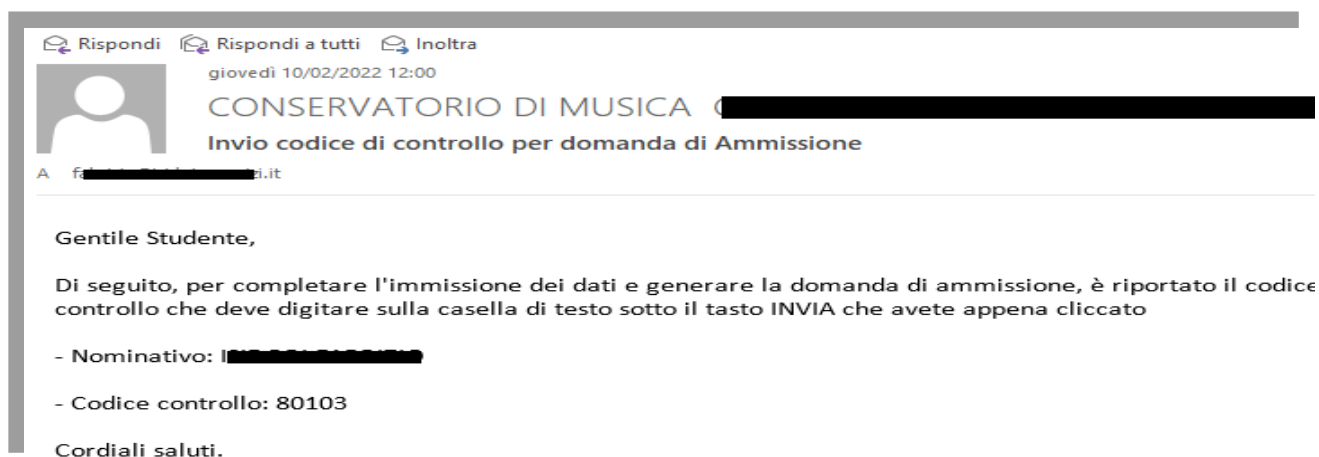 Rispondi Rispondi a tutti Inoltra
giovedì 10/02/2022 12:00
CONSERVATORIO DI MUSICA
Invio codice di controllo per domanda di Ammissione
A
Gentile Studente,
Di seguito, per completare l'immissione dei dati e generare la domanda di ammissione, è riportato il codice
controllo che deve digitare sulla casella di testo sotto il tasto INVIA che avete appena cliccato
- Nominativo:
- Codice controllo: 80103
Cordiali saluti.